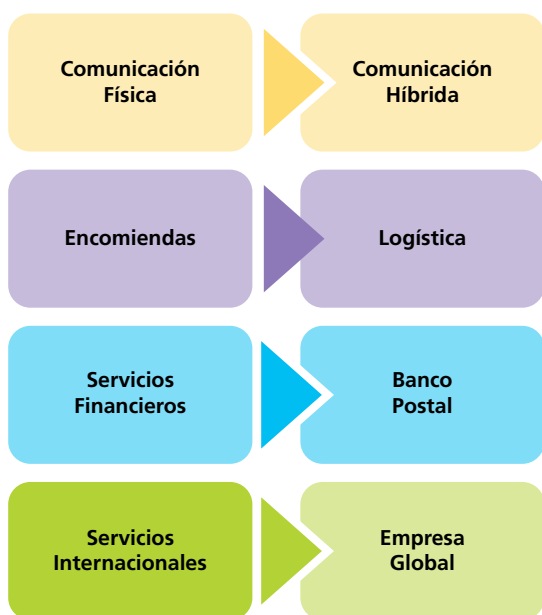 Comunicación
Física
Comunicación
Híbrida
Encomiendas
Logística
Servicios
Financieros
Banco
Postal
Servicios
Internacionales
Empresa
Global